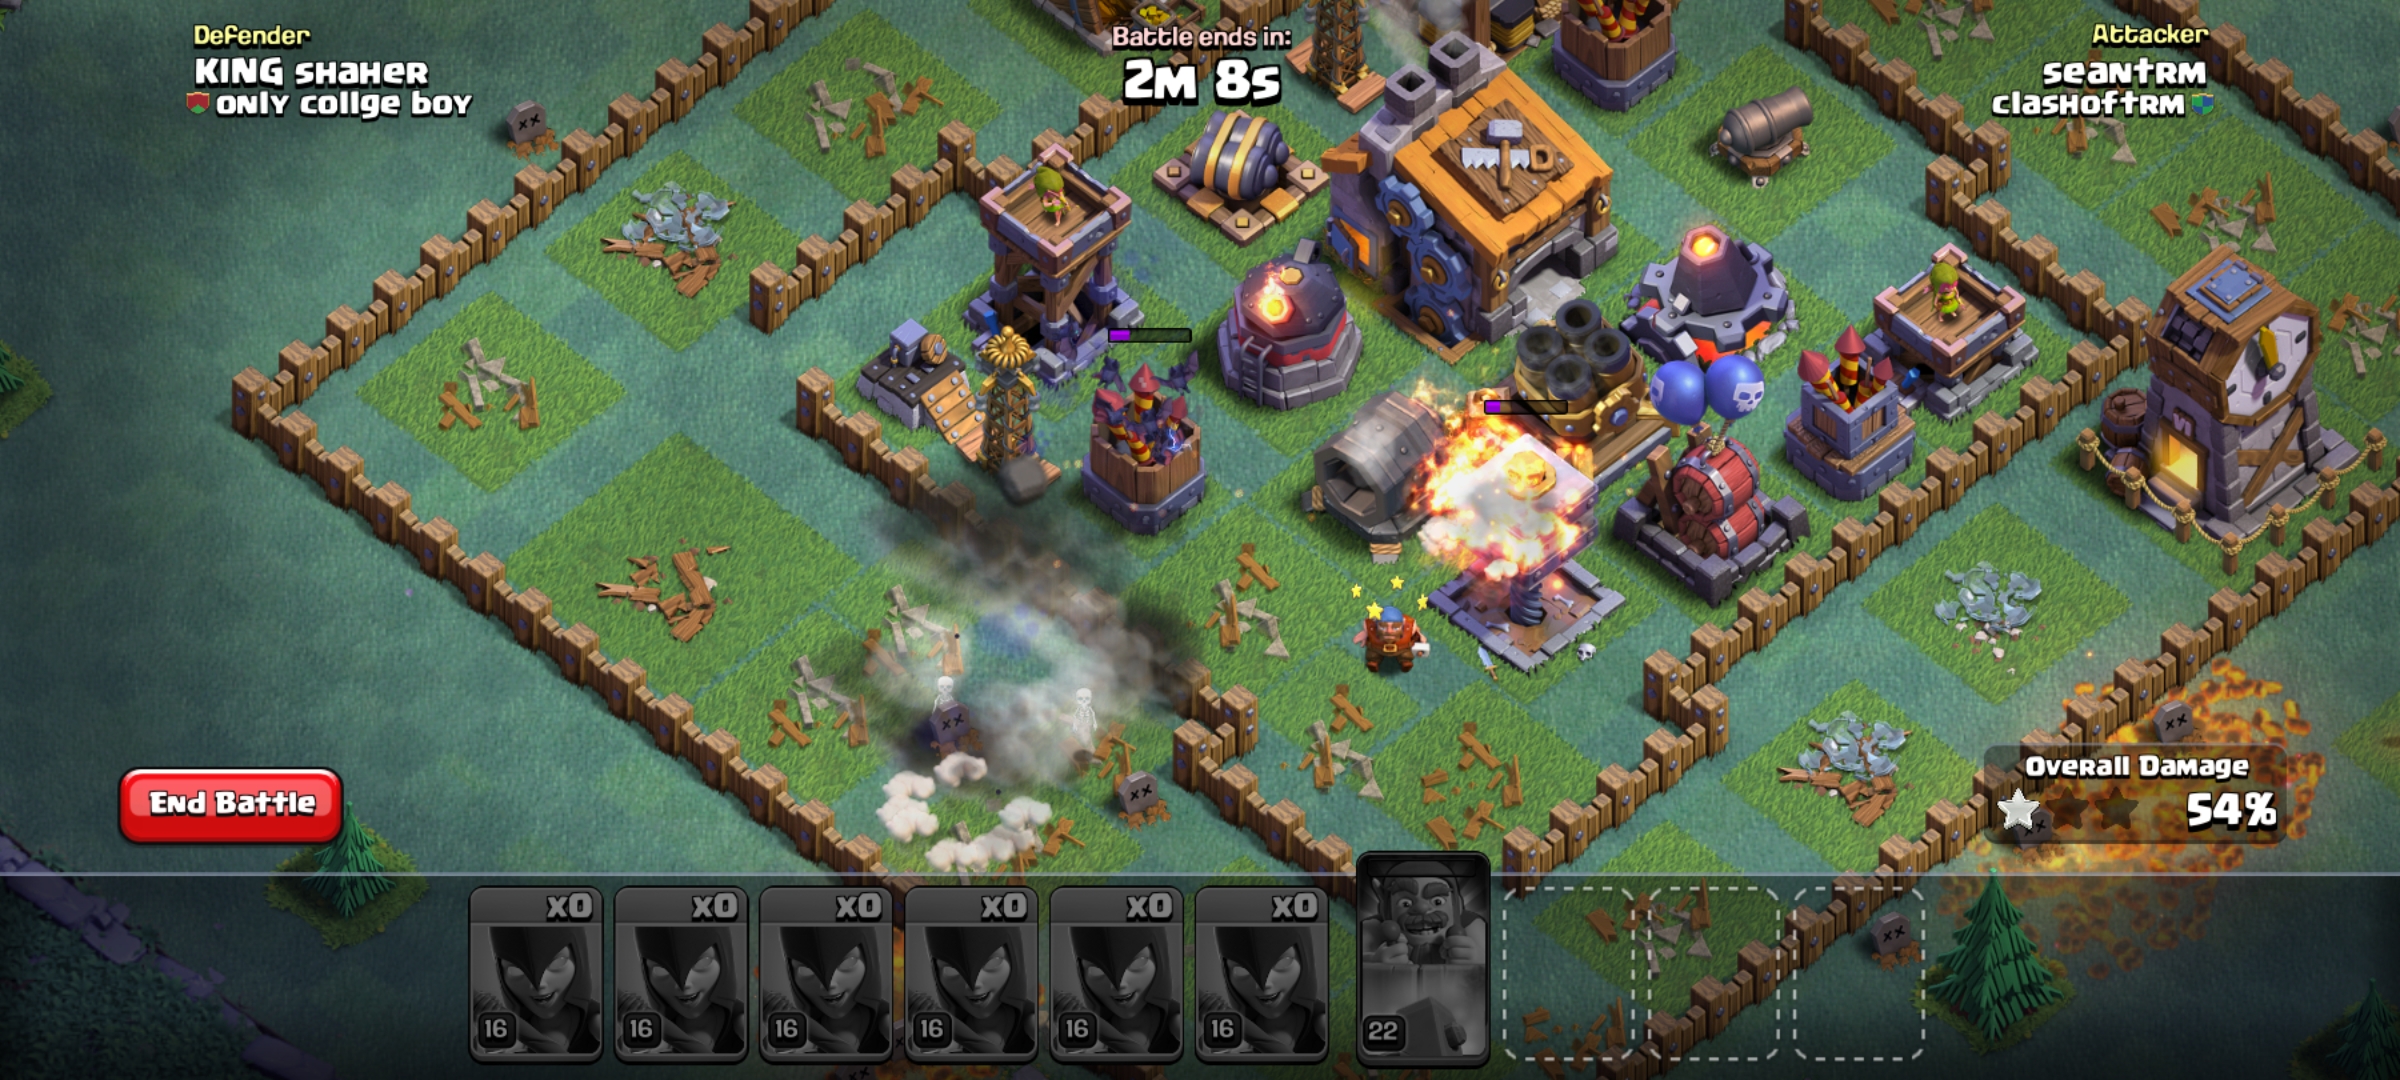 Defender
KING shaher
only collge boy
Battle ends in:
2M 8s
Attacker
seantRM
clashoftRM
End Battle
Overall Damage
54%
x0
x0
x0
x0
x0
x0
16
16
16
16
16
16
22